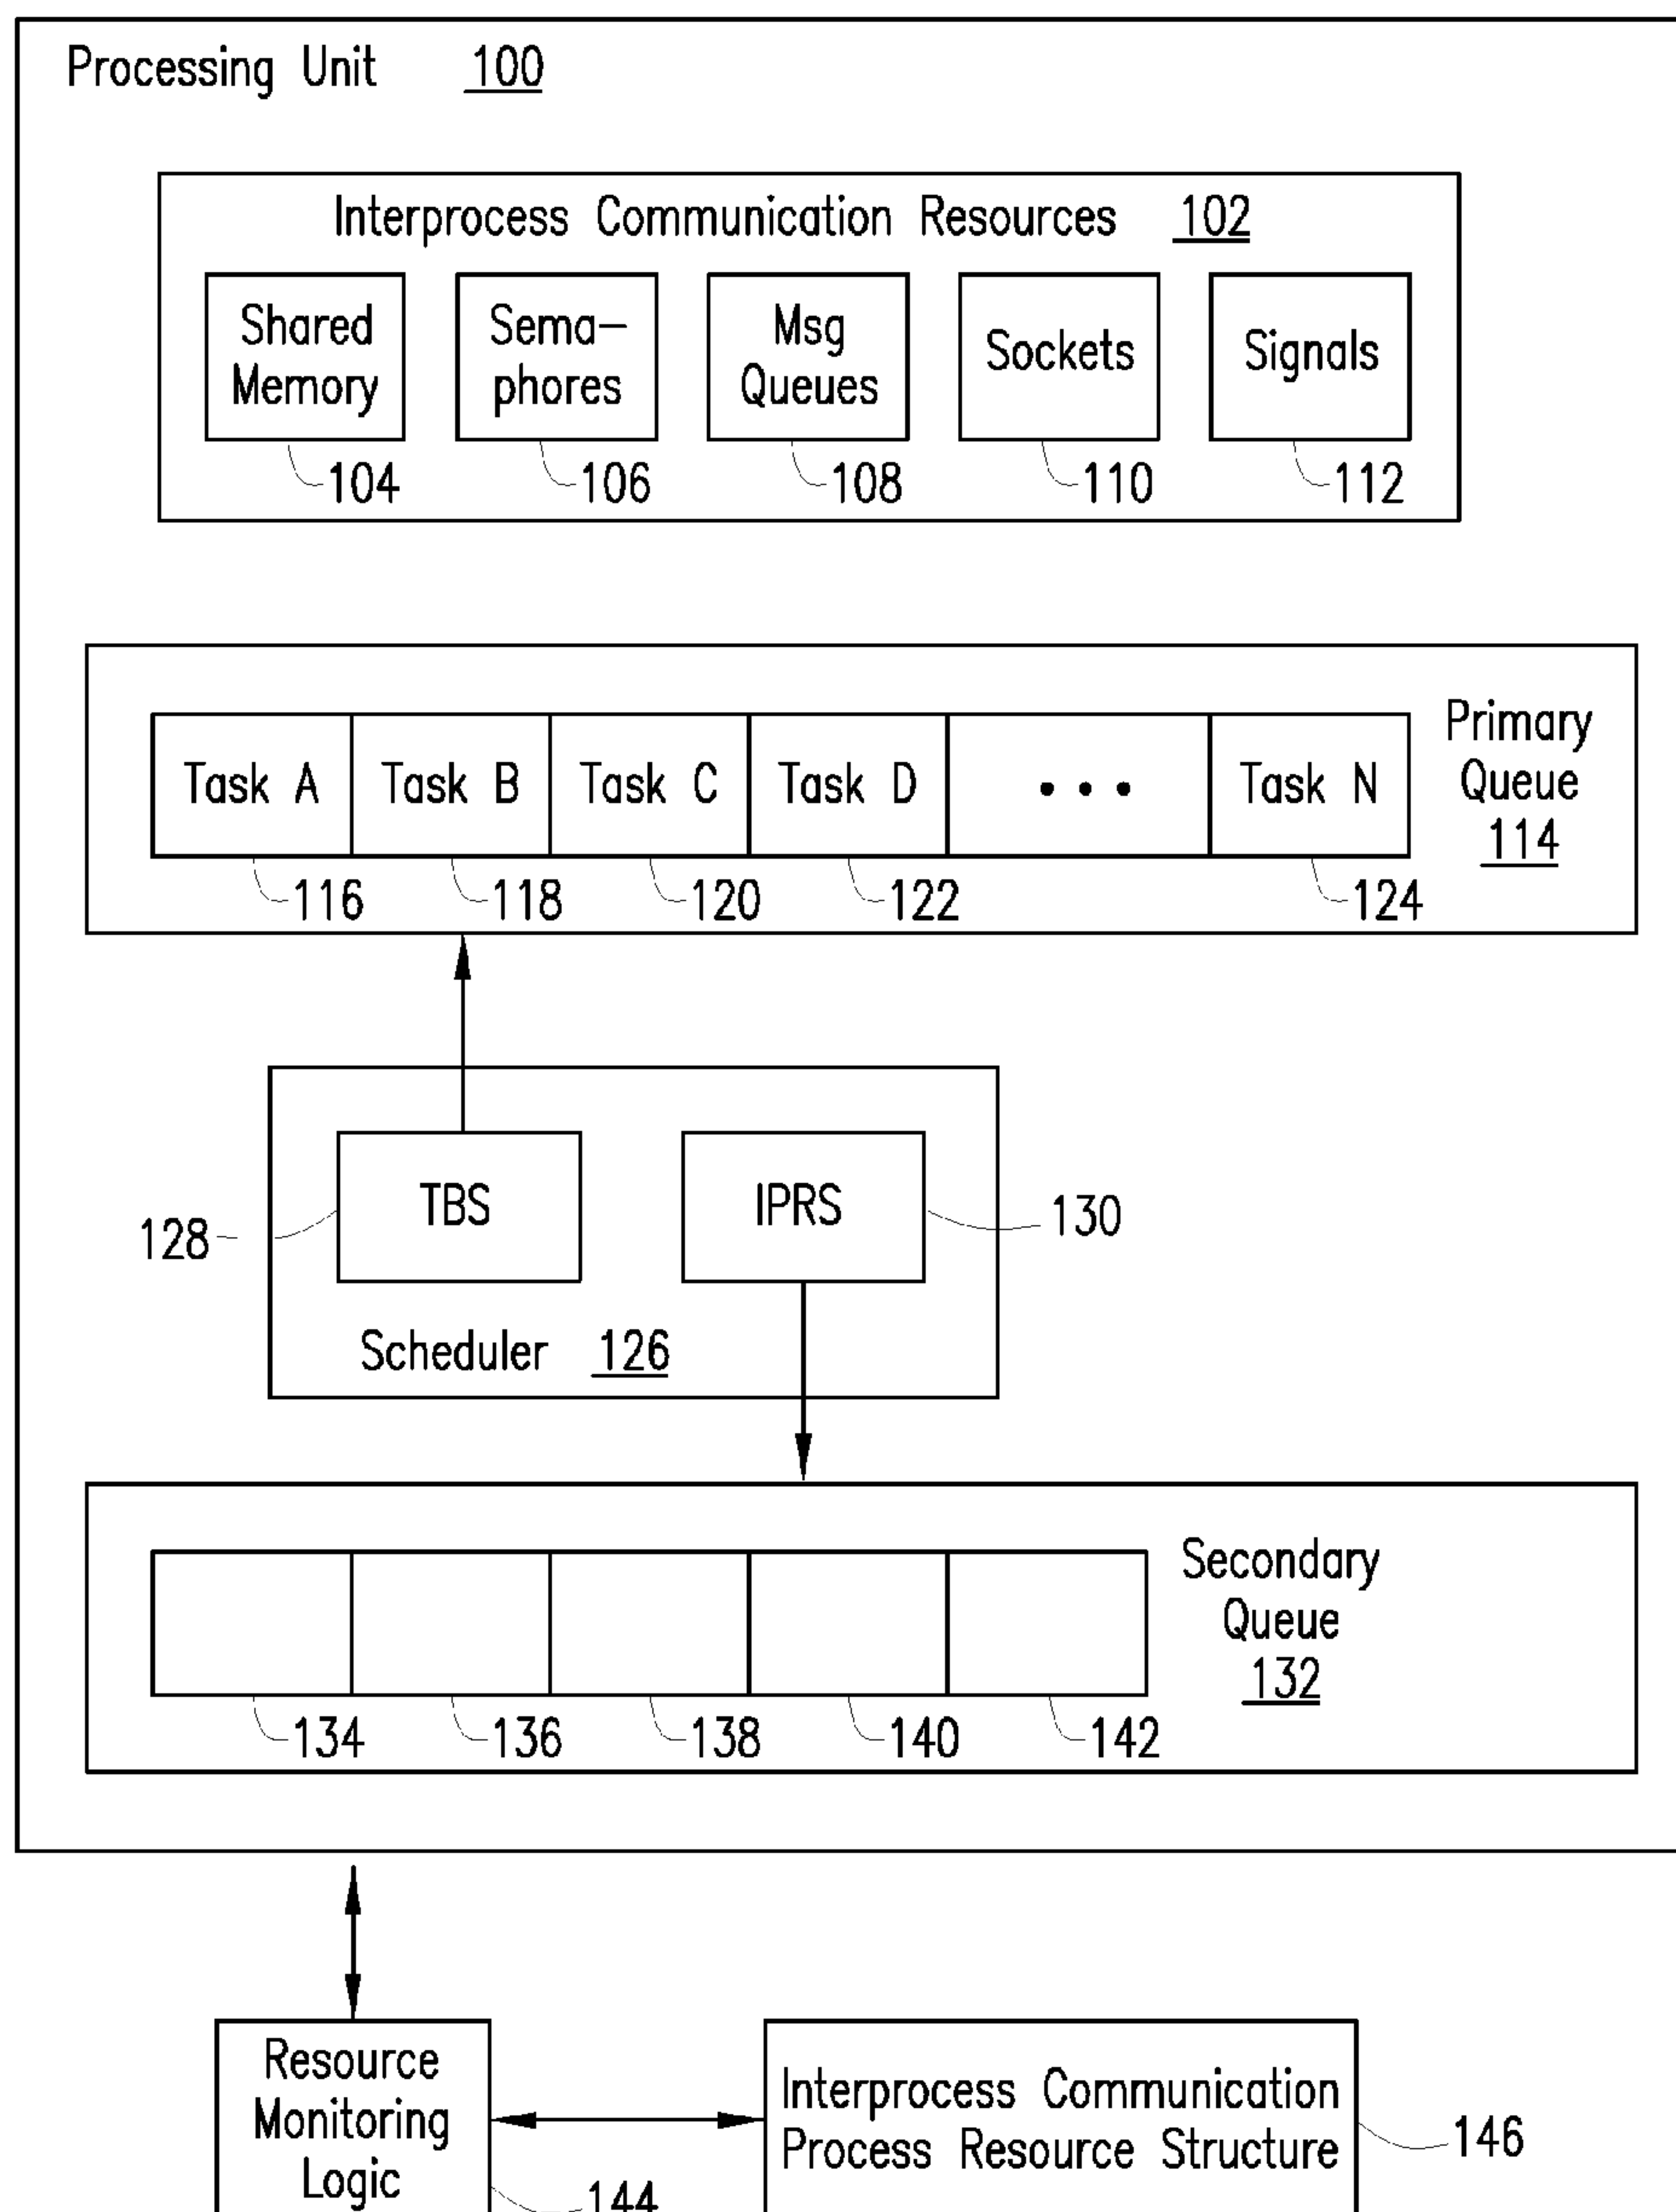 Processing Unit 100
Interprocess Communication Resources 102
Shared
Memory
Sema-
phores
Msg
Queues
Sockets
Signals
104
106
108
110
112
Task A
Task B
Task C
Task D
• • •
Task N
Primary
Queue
114
116
118
120
122
124
TBS
IPRS
128
130
Scheduler 126
Secondary
Queue
132
134
136
138
140
142
Resource
Monitoring
Logic
144
Interprocess Communication
Process Resource Structure
146